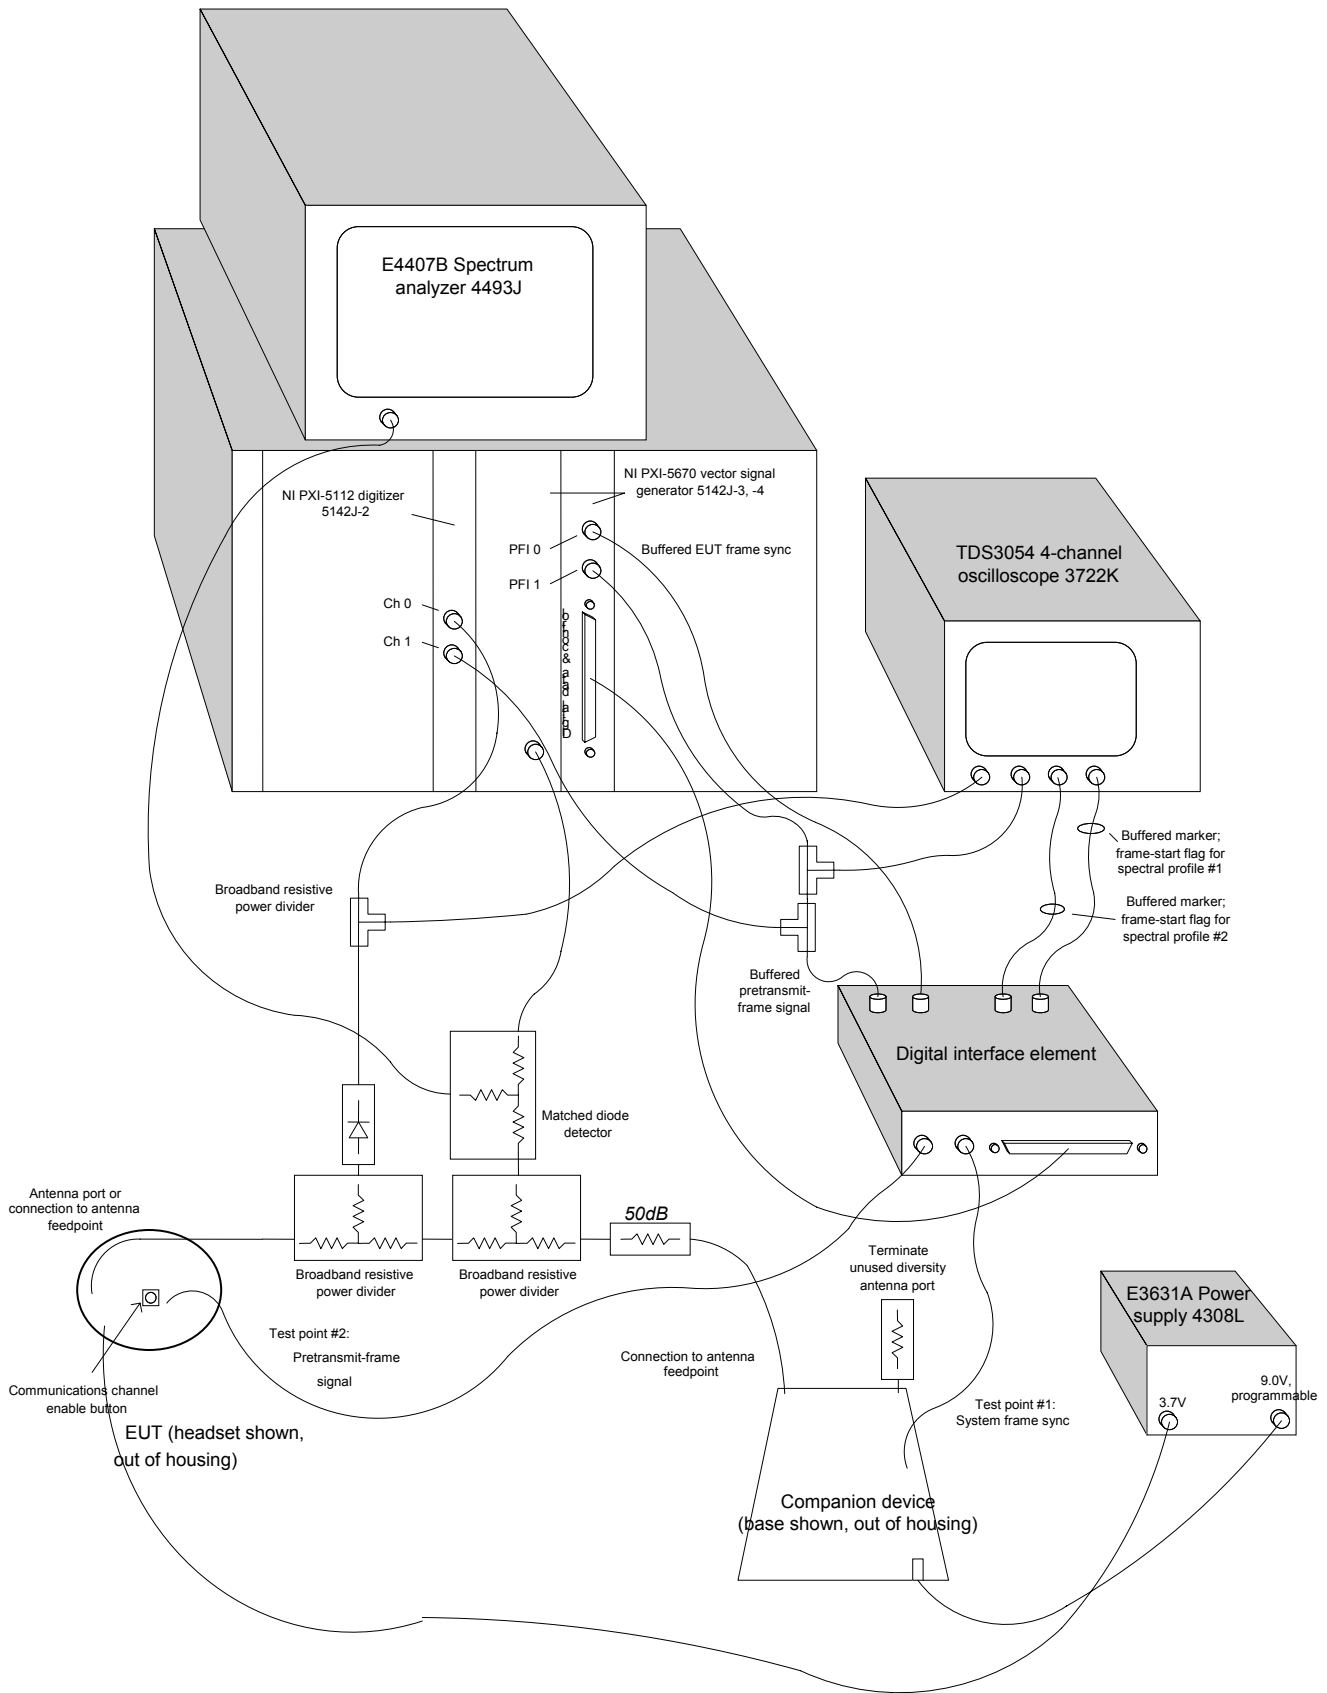 E4407B Spectrum
analyzer 4493J
NI PXI-5670 vector signal
generator 5142J-3, -4
NI PXI-5112 digitizer
5142J-2
PFI 0
Buffered EUT frame sync
PFI 1
Ch 0
Ch 1
Digital data & config
TDS3054 4-channel
oscilloscope 3722K
Buffered marker;
frame-start flag for
spectral profile #1
Buffered marker;
frame-start flag for
spectral profile #2
Broadband resistive
power divider
Buffered
pretransmit-
frame signal
Digital interface element
Matched diode
detector
Antenna port or
connection to antenna
feedpoint
50dB
Broadband resistive
power divider
Broadband resistive
power divider
Terminate
unused diversity
antenna port
E3631A Power
supply 4308L
Test point #2:
Pretransmit-frame
signal
Connection to antenna
feedpoint
Communications channel
enable button
EUT (headset shown,
out of housing)
Test point #1:
System frame sync
3.7V
9.0V,
programmable
Companion device
(base shown, out of housing)